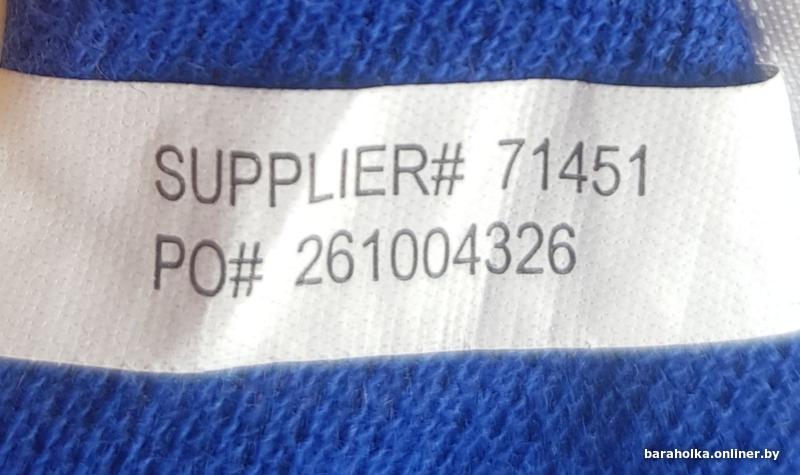 SUPPLIER# 71451
PO# 261004326
baraholka.onliner.by